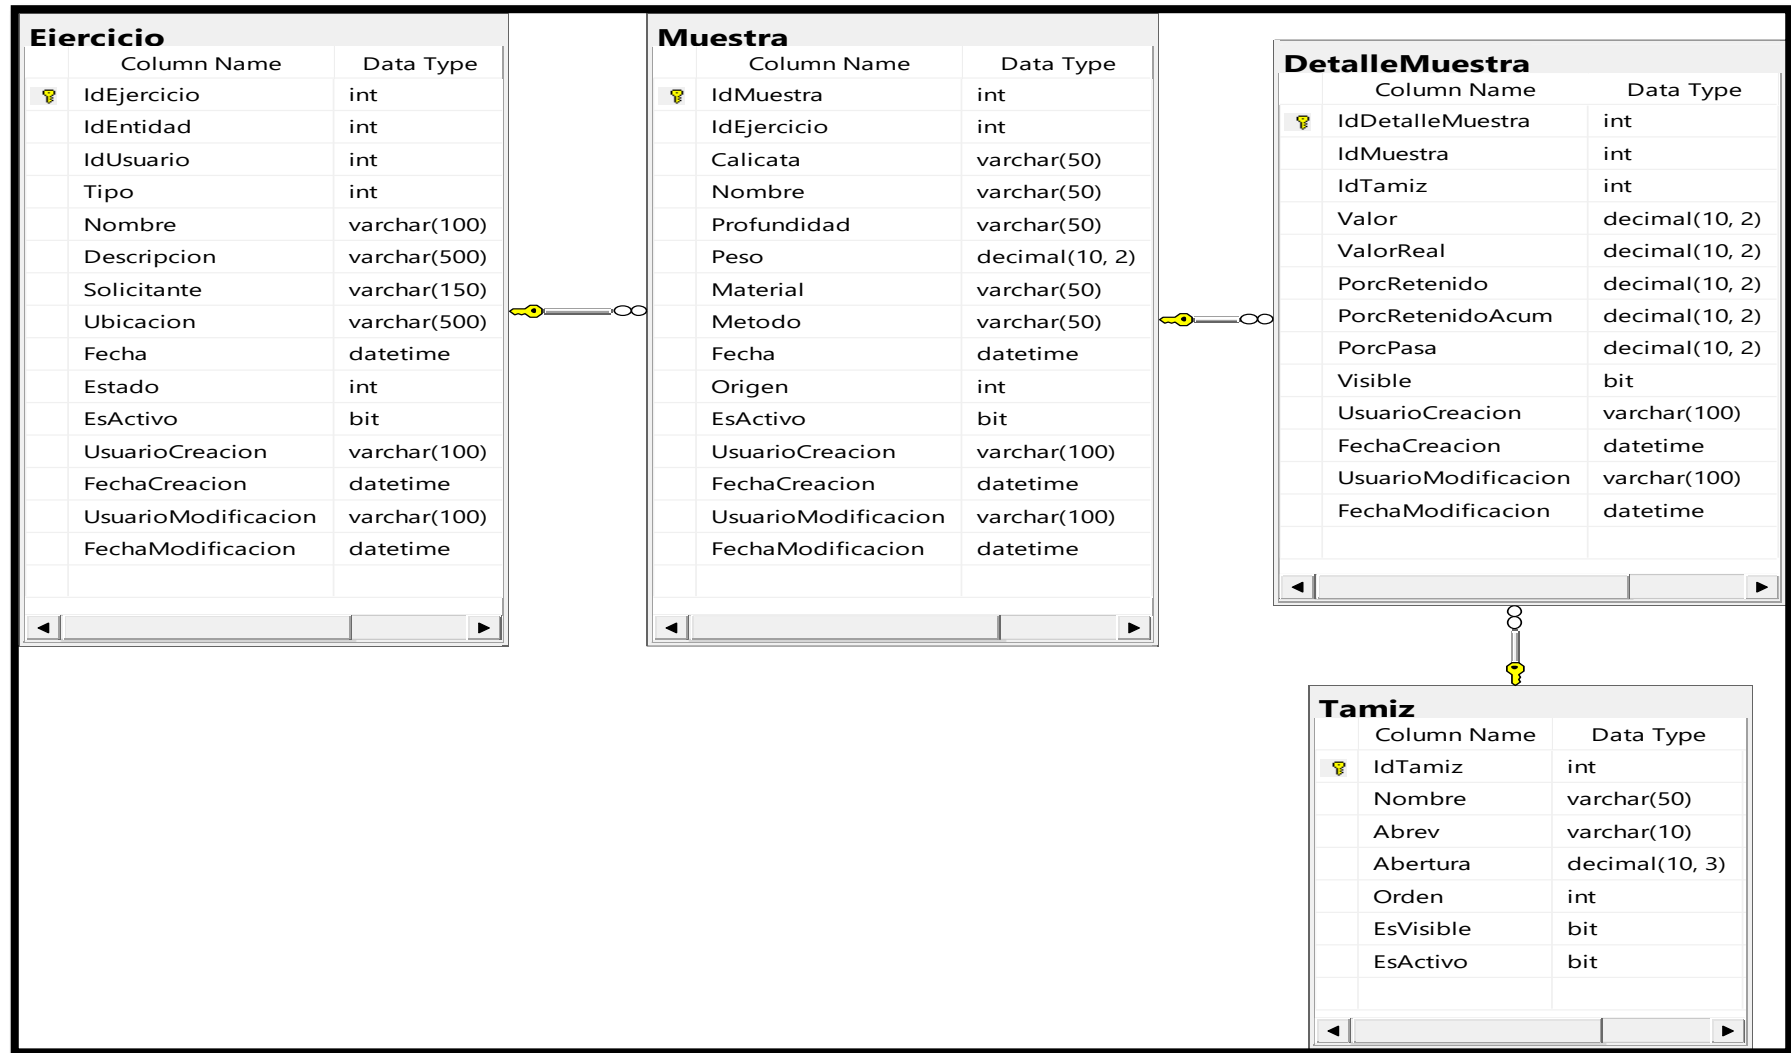 Ejercicio
Column Name Data Type
IdEjercicio int
IdEntidad int
IdUsuario int
Tipo int
Nombre varchar(100)
Descripcion varchar(500)
Solicitante varchar(150)
Ubicacion varchar(500)
Fecha datetime
Estado int
EsActivo bit
UsuarioCreacion varchar(100)
FechaCreacion datetime
UsuarioModificacion varchar(100)
FechaModificacion datetime
Muestra
Column Name Data Type
IdMuestra int
IdEjercicio int
Calicata varchar(50)
Nombre varchar(50)
Profundidad varchar(50)
Peso decimal(10, 2)
Material varchar(50)
Metodo varchar(50)
Fecha datetime
Origen int
EsActivo bit
UsuarioCreacion varchar(100)
FechaCreacion datetime
UsuarioModificacion varchar(100)
FechaModificacion datetime
DetalleMuestra
Column Name Data Type
IdDetalleMuestra int
IdMuestra int
IdTamiz int
Valor decimal(10, 2)
ValorReal decimal(10, 2)
PorcRetenido decimal(10, 2)
PorcRetenidoAcum decimal(10, 2)
PorcPasa decimal(10, 2)
Visible bit
UsuarioCreacion varchar(100)
FechaCreacion datetime
UsuarioModificacion varchar(100)
FechaModificacion datetime
Tamiz
Column Name Data Type
IdTamiz int
Nombre varchar(50)
Abrev varchar(10)
Abertura decimal(10, 3)
Orden int
EsVisible bit
EsActivo bit